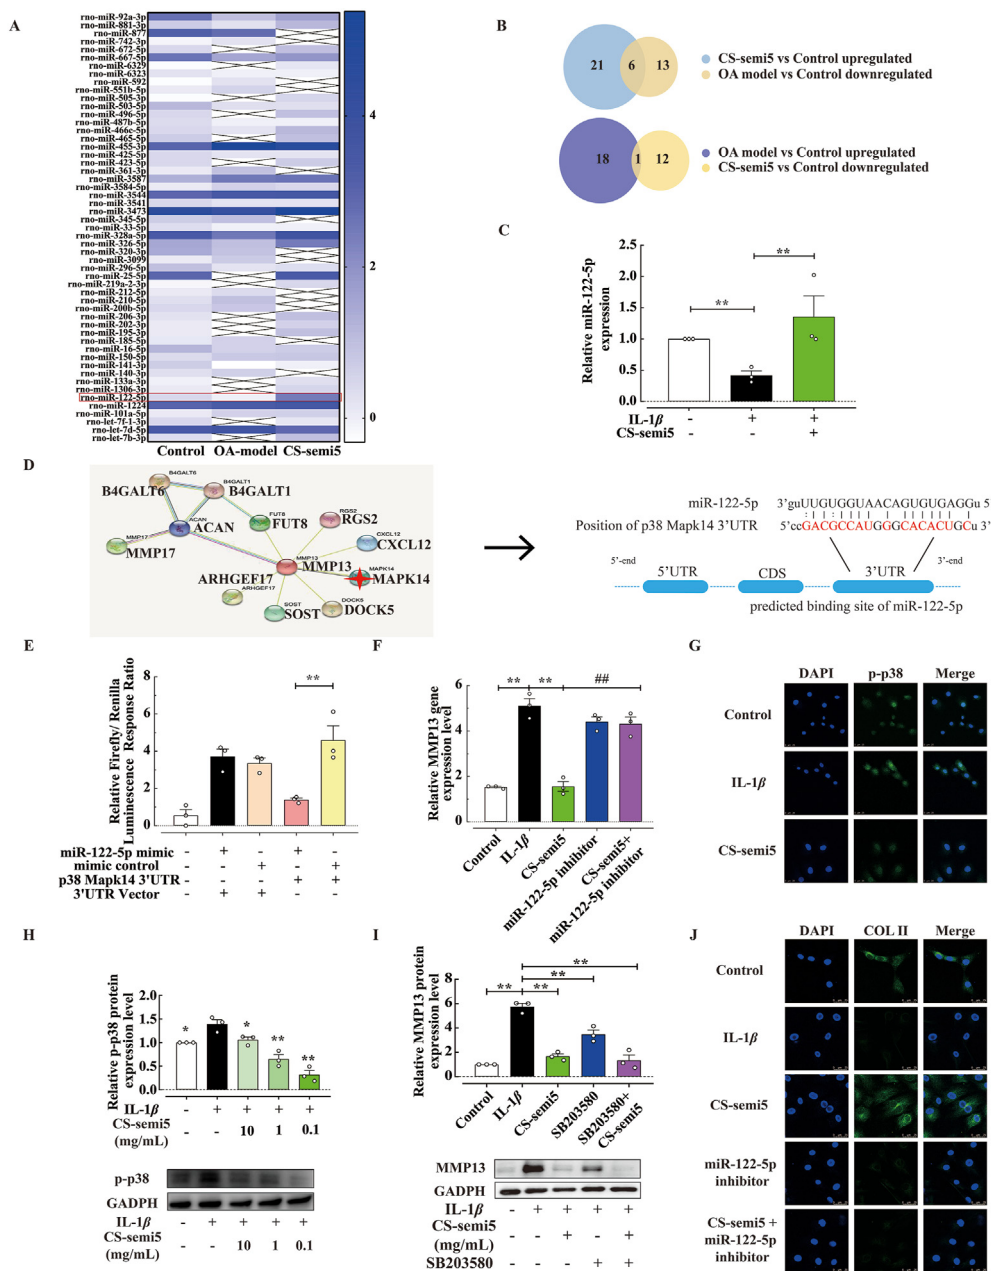 A
rno-miR-92a-3p
rno-miR-881-3p
rno-miR-877
rno-miR-742-3p
rno-miR-672-5p
rno-miR-667-5p
rno-miR-6329
rno-miR-6323
rno-miR-592
rno-miR-551b-5p
rno-miR-505-3p
rno-miR-503-5p
rno-miR-496-5p
rno-miR-487b-5p
rno-miR-466c-5p
rno-miR-465-5p
rno-miR-455-3p
rno-miR-425-5p
rno-miR-423-5p
rno-miR-361-3p
rno-miR-3587
rno-miR-3584-5p
rno-miR-3544
rno-miR-3541
rno-miR-3473
rno-miR-345-5p
rno-miR-33-5p
rno-miR-328a-5p
rno-miR-326-5p
rno-miR-320-3p
rno-miR-3099
rno-miR-296-5p
rno-miR-25-5p
rno-miR-219a-2-3p
rno-miR-212-5p
rno-miR-210-5p
rno-miR-200b-5p
rno-miR-206-3p
rno-miR-202-3p
rno-miR-195-3p
rno-miR-185-5p
rno-miR-16-5p
rno-miR-150-5p
rno-miR-141-3p
rno-miR-140-3p
rno-miR-133a-3p
rno-miR-1306-3p
rno-miR-122-5p
rno-miR-1224
rno-miR-101a-5p
rno-let-7f-1-3p
rno-let-7d-5p
rno-let-7b-3p
Control OA-model CS-semi5
4
2
0
B
21 6 13
CS-semi5 vs Control upregulated
OA model vs Control downregulated
18 1 12
OA model vs Control upregulated
CS-semi5 vs Control downregulated
C
Relative miR-122-5p
expression
2.5
2.0
1.5
1.0
0.5
0
**
**
IL-1β - + +
CS-semi5 - - +
D
B4GALT6
B4GALT6
B4GALT1
B4GALT1
ACAN
ACAN
FUT8
FUT8
RGS2
RGS2
CXCL12
CXCL12
MMP17
MMP17
MMP13
MMP13
MAPK14
MAPK14
ARHGEF17
ARHGEF17
SOST
SOST
DOCK5
DOCK5
miR-122-5p 3'guUUGUGGUAACAGUGUGAGGu 5
Position of p38 Mapk14 3'UTR 5'ccGACGCCAUGGGCACACUGCu 3'
5'-end 3'-end
5'UTR CDS 3'UTR
predicted binding site of miR-122-5p
E
Relative Firefly/ Renilla
Luminescence Response Ratio
8
6
4
2
0
**
miR-122-5p mimic - + - + -
mimic control - - + - +
p38 Mapk14 3'UTR - - - + +
3'UTR Vector - + + - -
F
Relative MMP13 gene
expression level
6
4
2
0
** ** ##
Control
IL-1β
CS-semi5
miR-122-5p inhibitor
CS-semi5+
miR-122-5p inhibitor
G
DAPI p-p38 Merge
Control
IL-1β
CS-semi5
H
Relative p-p38 protein
expression level
2.0
1.5
1.0
0.5
0.0
* * ** **
IL-1β - + + + +
CS-semi5 - - 10 1 0.1
(mg/mL)
p-p38
GADPH
IL-1β - + + + +
CS-semi5 - - 10 1 0.1
(mg/mL)
I
Relative MMP13 protein
expression level
8
6
4
2
0
**
**
** **
Control
IL-1β
CS-semi5
SB203580
SB203580+
CS-semi5
MMP13
GADPH
IL-1β - + + + +
CS-semi5 - - + - +
(mg/mL)
SB203580 - - - + +
J
DAPI COL II Merge
Control
IL-1β
CS-semi5
miR-122-5p
inhibitor
CS-semi5 +
miR-122-5p
inhibitor